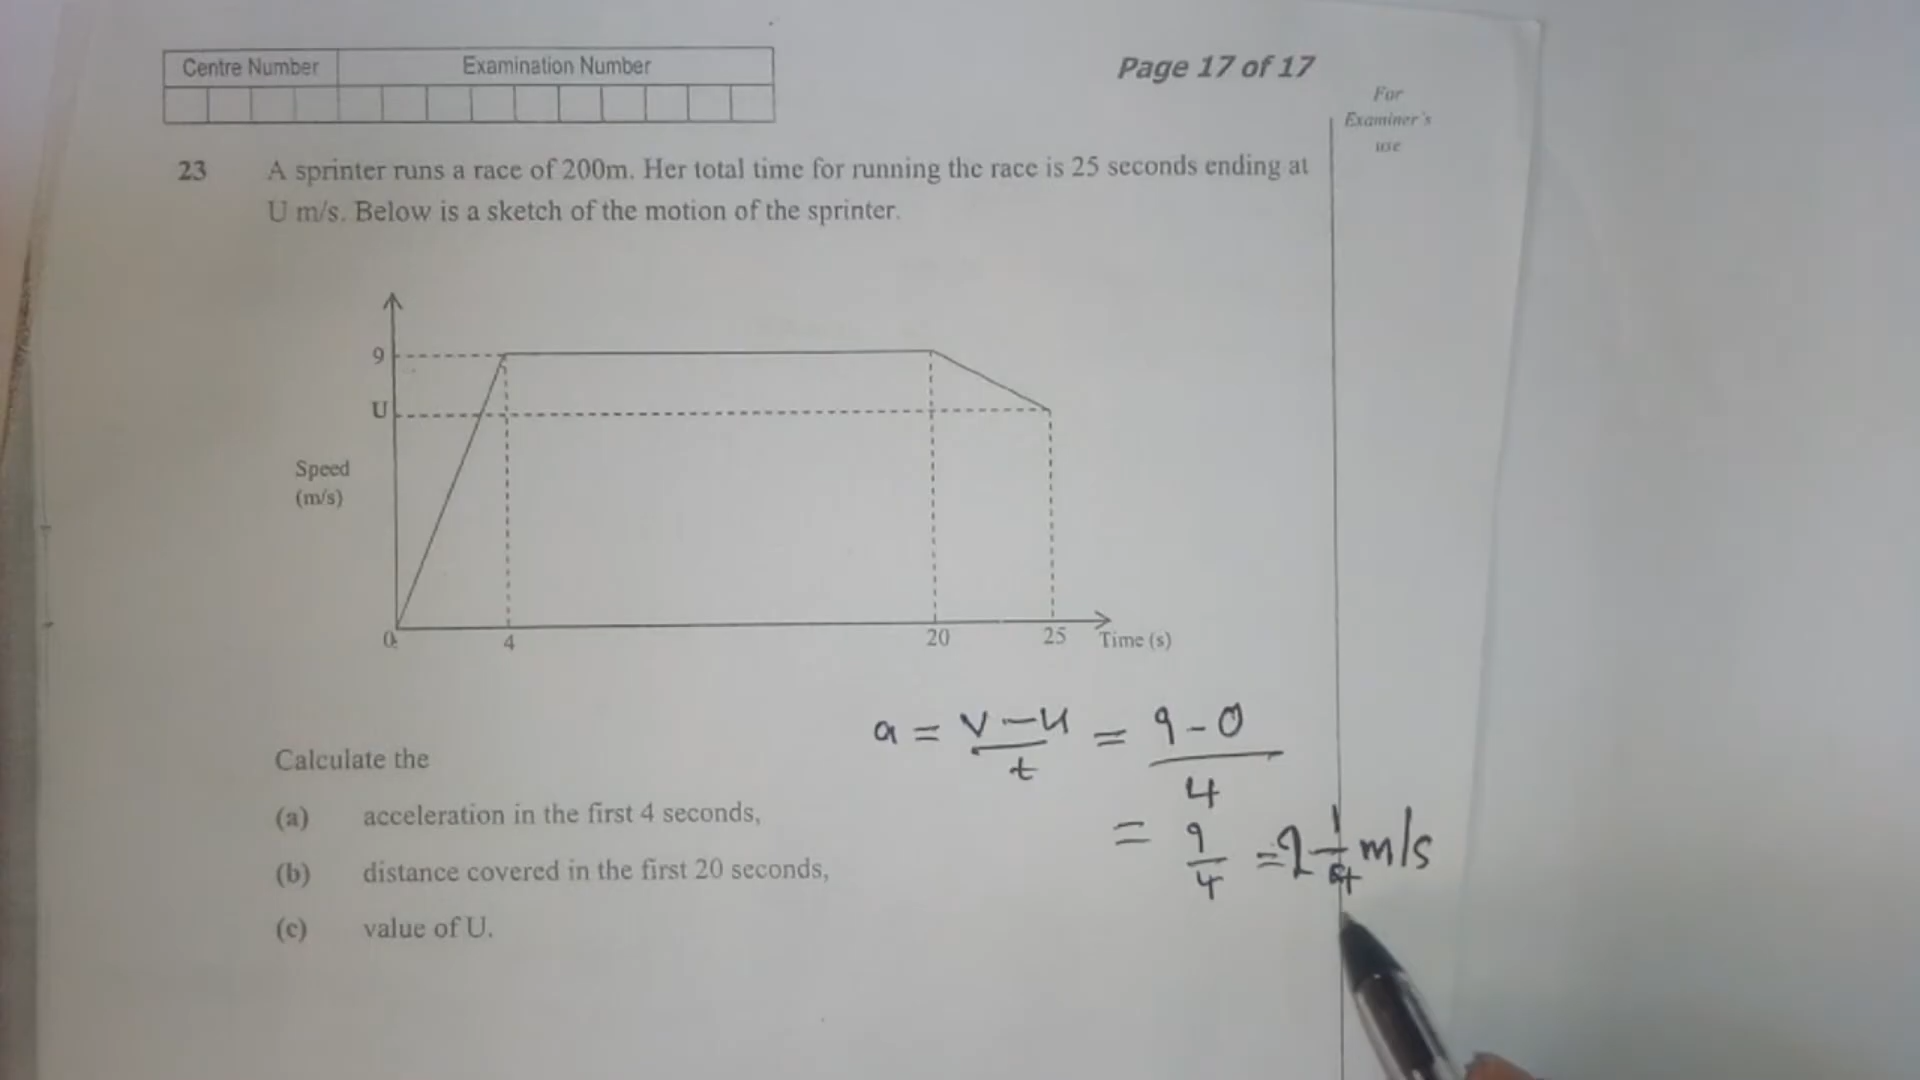 Centre Number Examination Number
Page 17 of 17
For
Examiner's
use
23 A sprinter runs a race of 200m. Her total time for running the race is 25 seconds ending at
U m/s. Below is a sketch of the motion of the sprinter.
9
U
Speed
(m/s)
0 4 20 25 Time (s)
a = v - u / t = 9 - 0 / 4
= 9/4 = 2 1/4 m/s
Calculate the
(a) acceleration in the first 4 seconds,
(b) distance covered in the first 20 seconds,
(c) value of U.